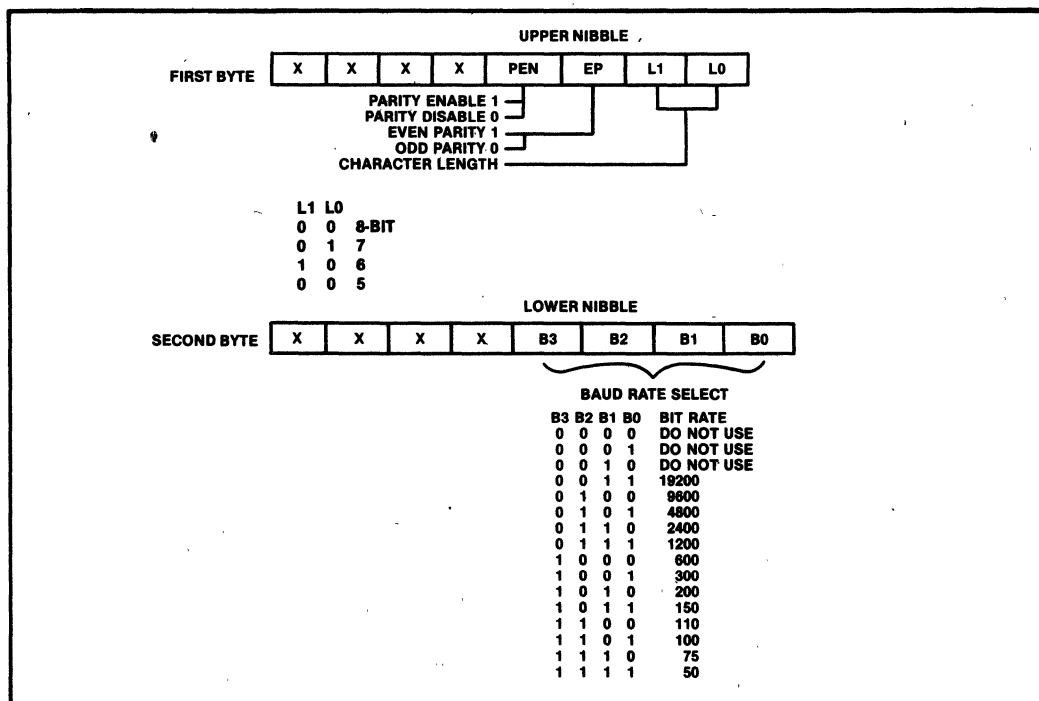 UPPER NIBBLE
FIRST BYTE X X X X PEN EP L1 L0
PARITY ENABLE 1
PARITY DISABLE 0
EVEN PARITY 1
ODD PARITY 0
CHARACTER LENGTH
L1 L0
0 0 8-BIT
0 1 7
1 0 6
0 0 5
LOWER NIBBLE
SECOND BYTE X X X X B3 B2 B1 B0
BAUD RATE SELECT
B3 B2 B1 B0 BIT RATE
0 0 0 0 DO NOT USE
0 0 0 1 DO NOT USE
0 0 1 0 DO NOT USE
0 0 1 1 19200
0 1 0 0 9600
0 1 0 1 4800
0 1 1 0 2400
0 1 1 1 1200
1 0 0 0 600
1 0 0 1 300
1 0 1 0 200
1 0 1 1 150
1 1 0 0 110
1 1 0 1 100
1 1 1 0 75
1 1 1 1 50